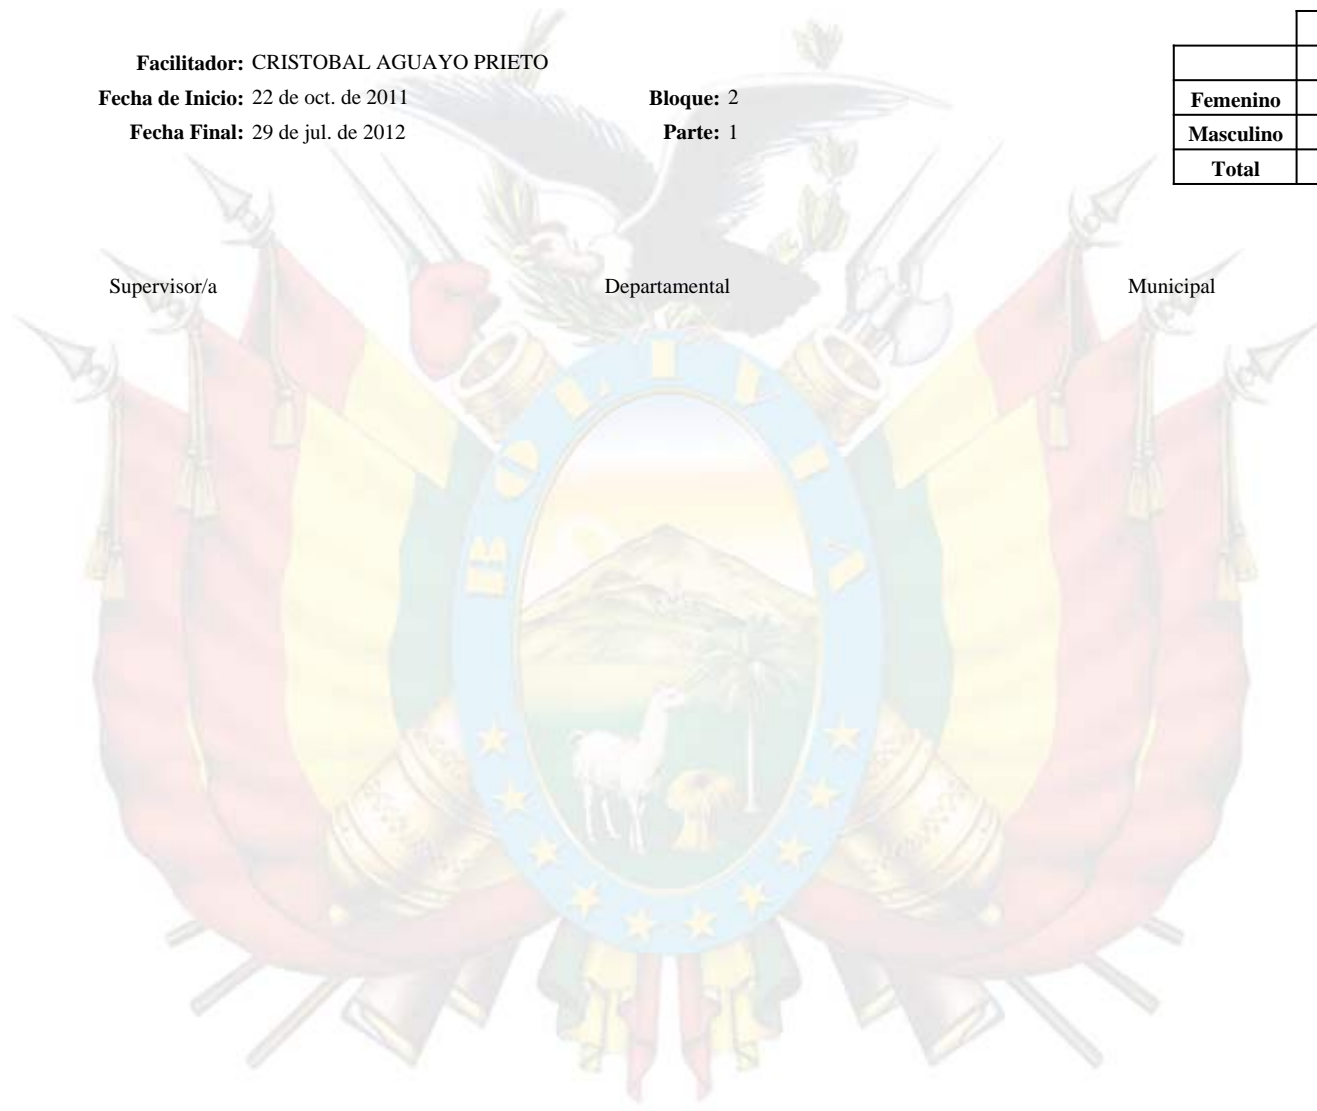 Facilitador: CRISTOBAL AGUAYO PRIETO
Fecha de Inicio: 22 de oct. de 2011 Bloque: 2
Fecha Final: 29 de jul. de 2012 Parte: 1
Femenino
Masculino
Total
Supervisor/a Departamental Municipal
BOLIVIA